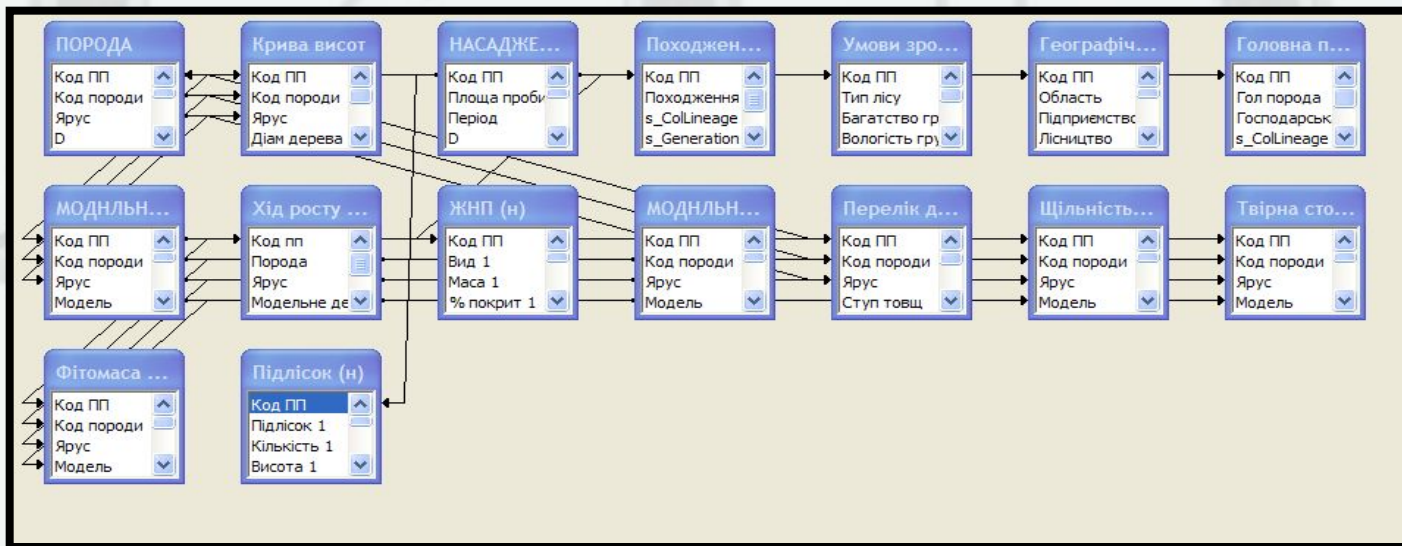 ПОРОДА
Код ПП
Код породи
Ярус
D
Крива висот
Код ПП
Код породи
Ярус
Діам дерева
НАСАДЖЕ...
Код ПП
Площа проби
Період
D
Походжен...
Код ПП
Походження
s_ColLineage
s_Generation
Умови зро...
Код ПП
Тип лісу
Багатство гр
Вологість гру
Географіч...
Код ПП
Область
Підприємство
Лісництво
Головна п...
Код ПП
Гол порода
Господарськ
s_ColLineage
МОДНЛЬН...
Код ПП
Код породи
Ярус
Модель
Хід росту ...
Код пп
Порода
Ярус
Модельне де
ЖНП (н)
Код ПП
Вид 1
Маса 1
% покрит 1
МОДНЛЬН...
Код ПП
Код породи
Ярус
Модель
Перелік д...
Код ПП
Код породи
Ярус
Ступ товщ
Щільність...
Код ПП
Код породи
Ярус
Модель
Твірна сто...
Код ПП
Код породи
Ярус
Модель
Фітомаса ...
Код ПП
Код породи
Ярус
Модель
Підлісок (н)
Код ПП
Підлісок 1
Кількість 1
Висота 1